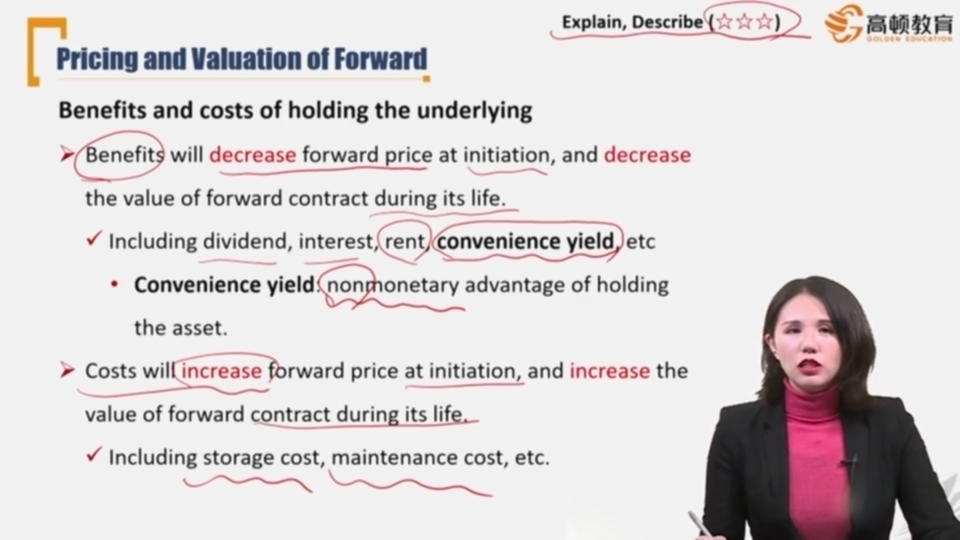 Explain, Describe (☆☆☆)
高顿教育
GOLDEN EDUCATION
Pricing and Valuation of Forward
Benefits and costs of holding the underlying
➤ Benefits will decrease forward price at initiation, and decrease
the value of forward contract during its life.
✓ Including dividend, interest, rent, convenience yield, etc
• Convenience yield: nonmonetary advantage of holding
the asset.
➤ Costs will increase forward price at initiation, and increase the
value of forward contract during its life.
✓ Including storage cost, maintenance cost, etc.